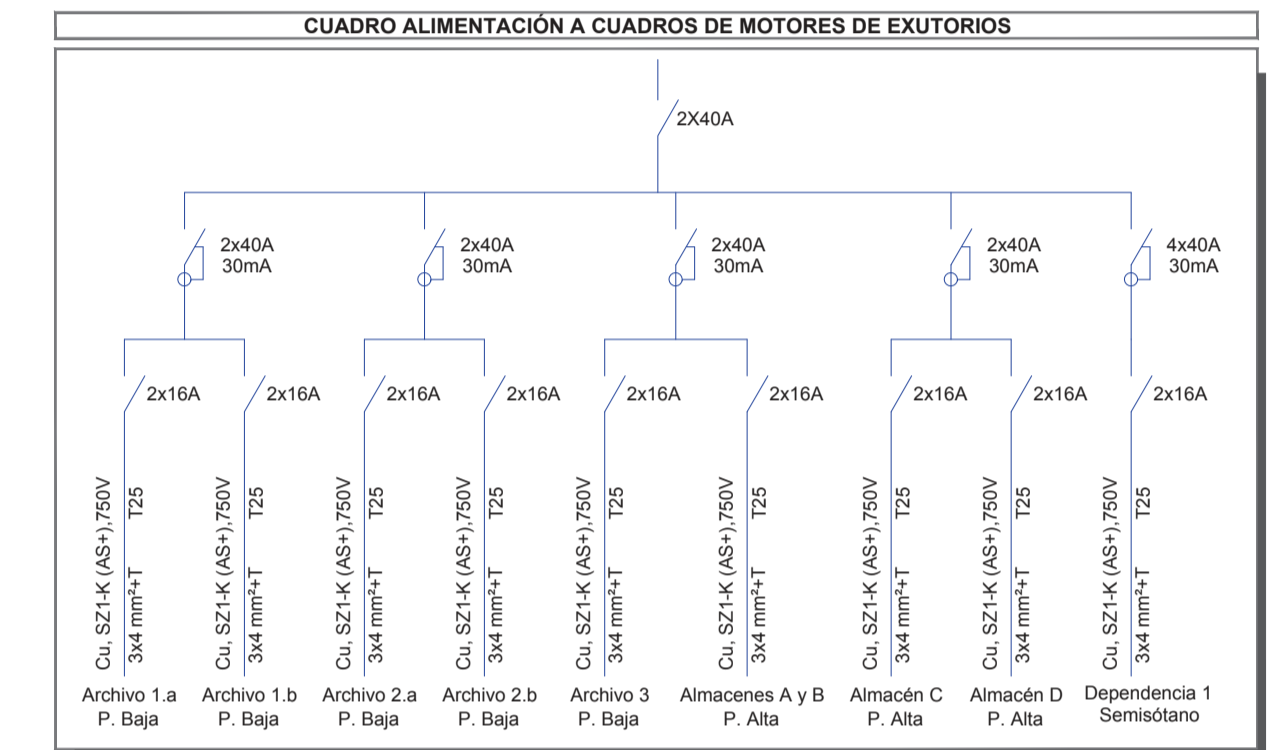 CUADRO ALIMENTACIÓN A CUADROS DE MOTORES DE EXUTORIOS
2X40A
2x40A
30mA
2x40A
30mA
2x40A
30mA
2x40A
30mA
4x40A
30mA
2x16A
2x16A
2x16A
2x16A
2x16A
2x16A
2x16A
2x16A
2x16A
Cu, SZ1-K (AS+),750V
3x4 mm²+T T25
Cu, SZ1-K (AS+),750V
3x4 mm²+T T25
Cu, SZ1-K (AS+),750V
3x4 mm²+T T25
Cu, SZ1-K (AS+),750V
3x4 mm²+T T25
Cu, SZ1-K (AS+),750V
3x4 mm²+T T25
Cu, SZ1-K (AS+),750V
3x4 mm²+T T25
Cu, SZ1-K (AS+),750V
3x4 mm²+T T25
Cu, SZ1-K (AS+),750V
3x4 mm²+T T25
Cu, SZ1-K (AS+),750V
3x4 mm²+T T25
Archivo 1.a
P. Baja
Archivo 1.b
P. Baja
Archivo 2.a
P. Baja
Archivo 2.b
P. Baja
Archivo 3
P. Baja
Almacenes A y B
P. Alta
Almacén C
P. Alta
Almacén D
P. Alta
Dependencia 1
Semisótano